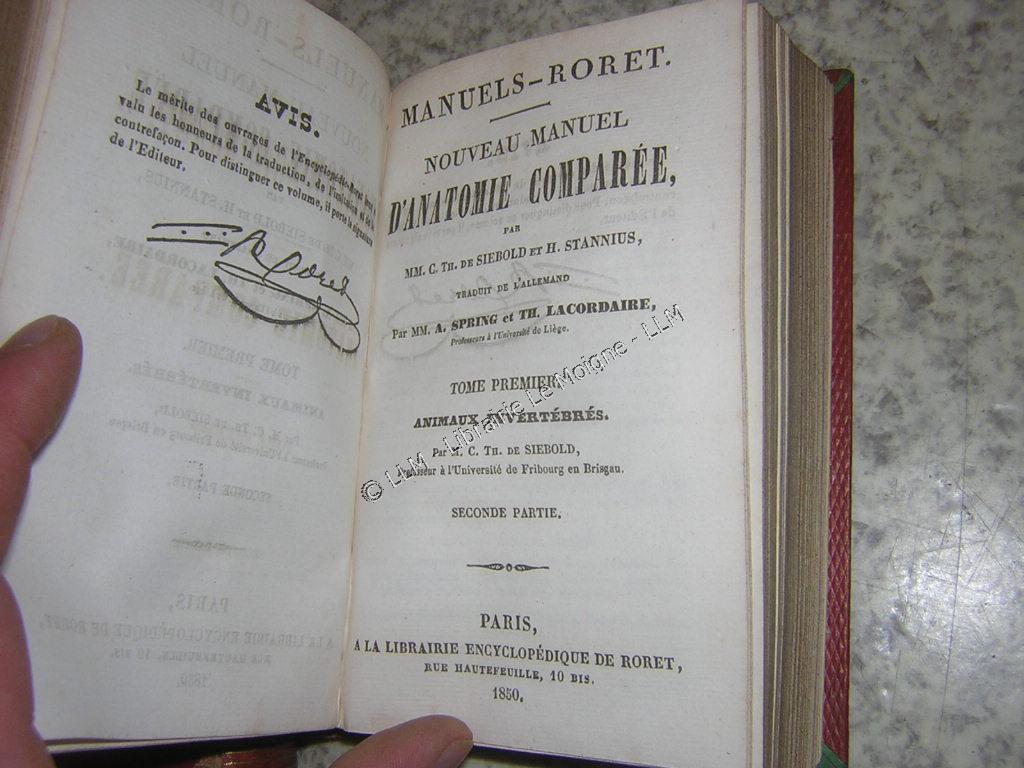 AVIS.
Le mérite des ouvrages de l'Encyclopédie-Roret leur a
valu les honneurs de la traduction, de l'imitation et de la
contrefaçon. Pour distinguer ce volume, il porte la signature
de l'Editeur.
Roret
MANUELS-RORET.
NOUVEAU MANUEL
D'ANATOMIE COMPARÉE,
PAR
MM. C. TH. DE SIEBOLD ET H. STANNIUS,
TRADUIT DE L'ALLEMAND
Par MM. A. SPRING et TH. LACORDAIRE,
Professeurs à l'Université de Liège.
TOME PREMIER.
ANIMAUX INVERTÉBRÉS.
Par M. C. TH. DE SIEBOLD,
Professeur à l'Université de Fribourg en Brisgau.
SECONDE PARTIE.
PARIS,
A LA LIBRAIRIE ENCYCLOPÉDIQUE DE RORET,
RUE HAUTEFEUILLE, 10 BIS.
1850.
© LLM - Librairie Le Moigne - LLM